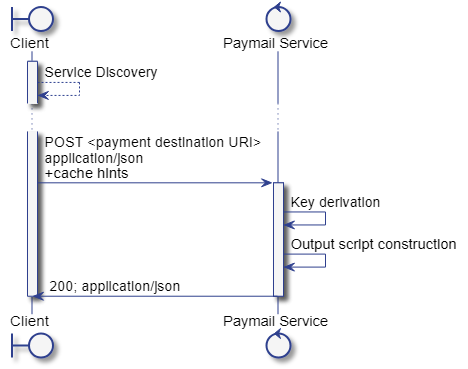 Client
Paymail Service
Service Discovery
POST <payment destination URI>
application/json
+cache hints
Key derivation
Output script construction
200; application/json
Client
Paymail Service